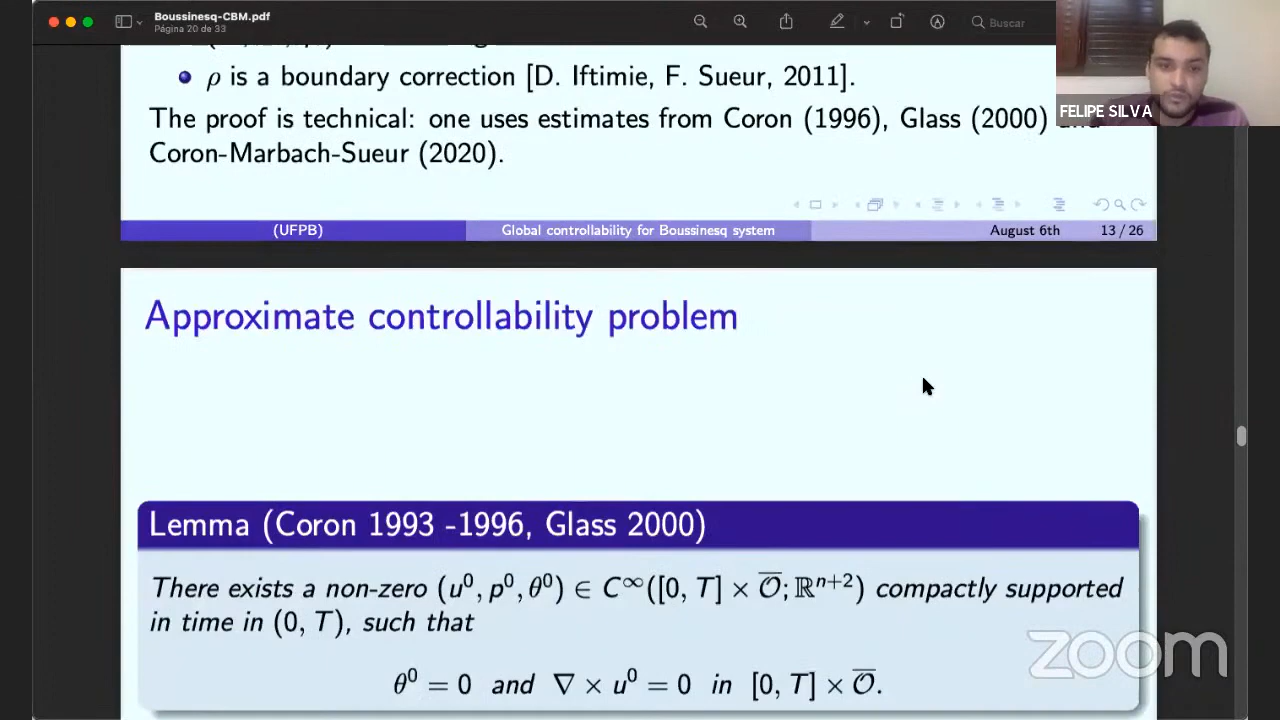 Boussinesq-CBM.pdf
Página 20 de 33
Buscar
FELIPE SILVA
ρ is a boundary correction [D. Iftimie, F. Sueur, 2011].
The proof is technical: one uses estimates from Coron (1996), Glass (2000) and
Coron-Marbach-Sueur (2020).
(UFPB) Global controllability for Boussinesq system August 6th 13 / 26
Approximate controllability problem
Lemma (Coron 1993 -1996, Glass 2000)
There exists a non-zero (u⁰, p⁰, θ⁰) ∈ C^∞([0, T] × \overline{𝒪}; ℝ^{n+2}) compactly supported
in time in (0, T), such that
θ⁰ = 0 and ∇ × u⁰ = 0 in [0, T] × \overline{𝒪}.
zoom